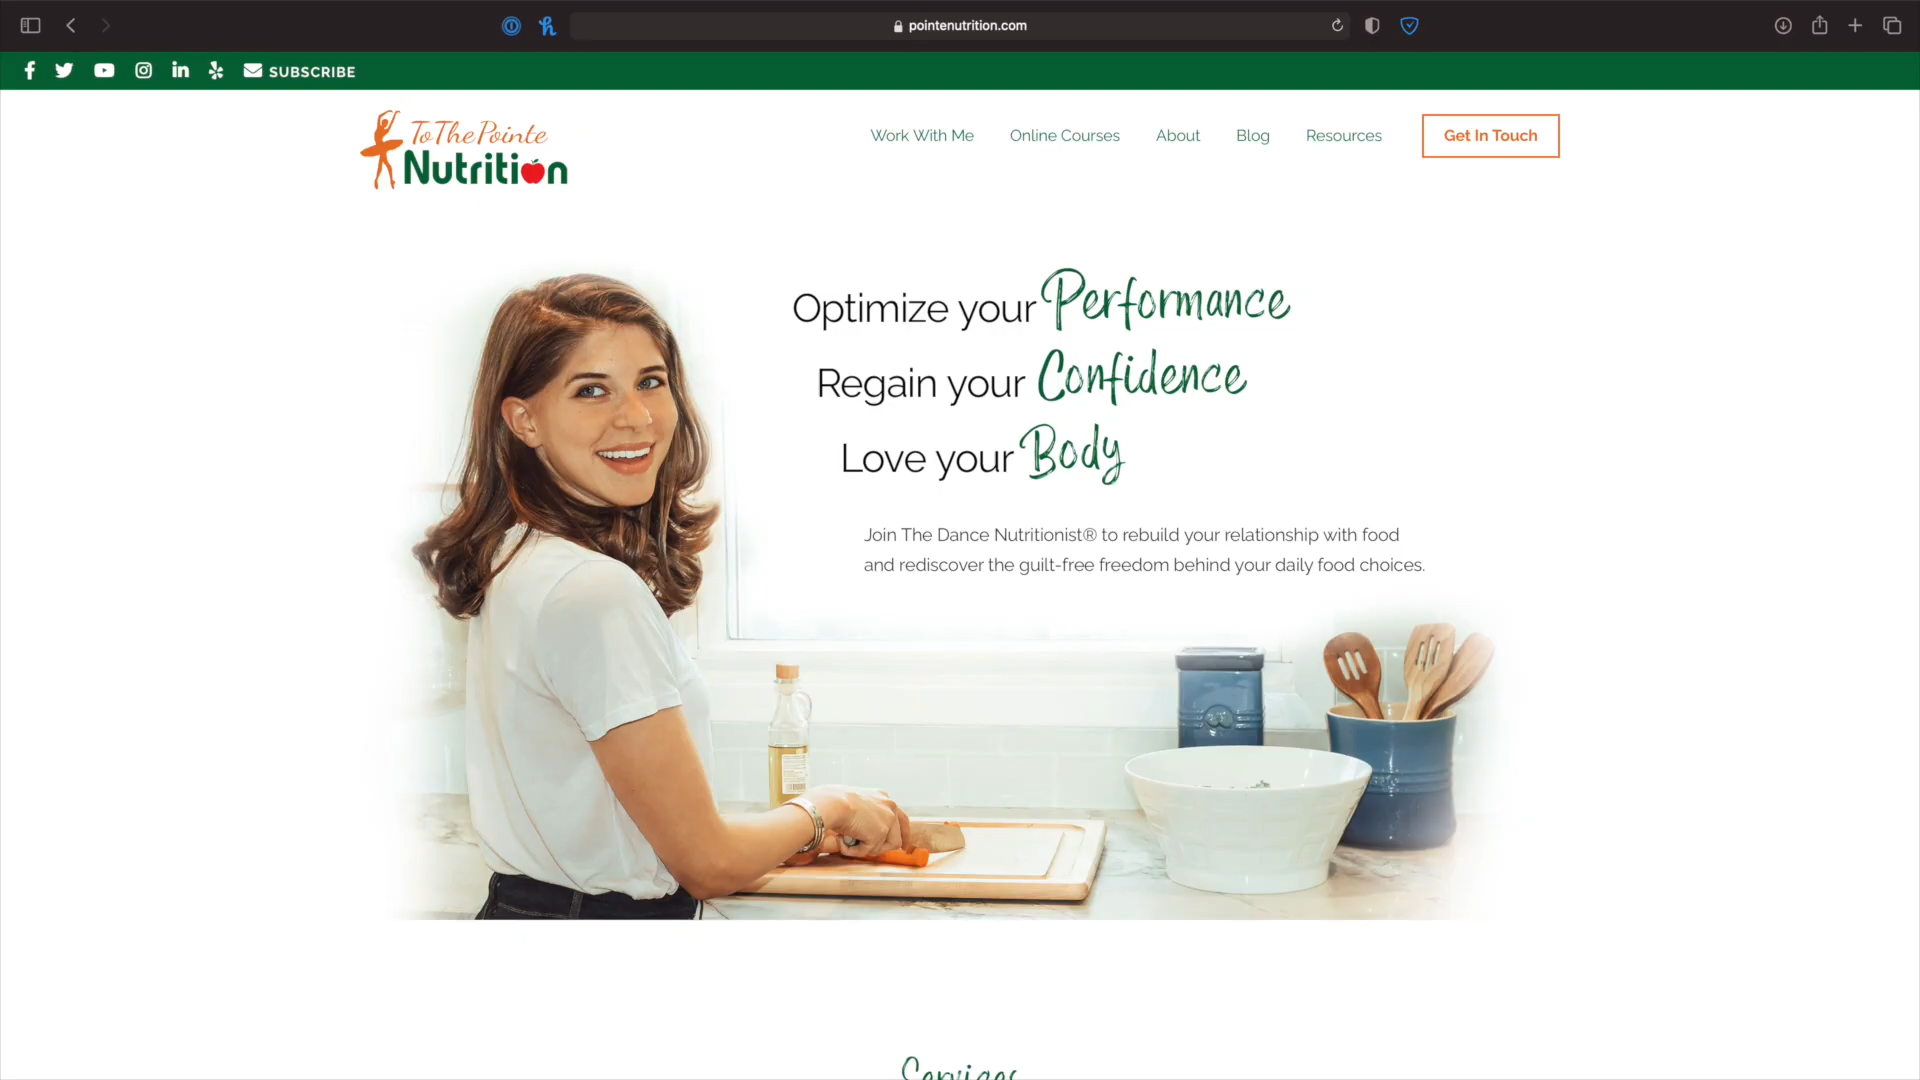 pointenutrition.com
SUBSCRIBE
To The Pointe
Nutrition
Work With Me
Online Courses
About
Blog
Resources
Get In Touch
Optimize your Performance
Regain your Confidence
Love your Body
Join The Dance Nutritionist® to rebuild your relationship with food
and rediscover the guilt-free freedom behind your daily food choices.
Services